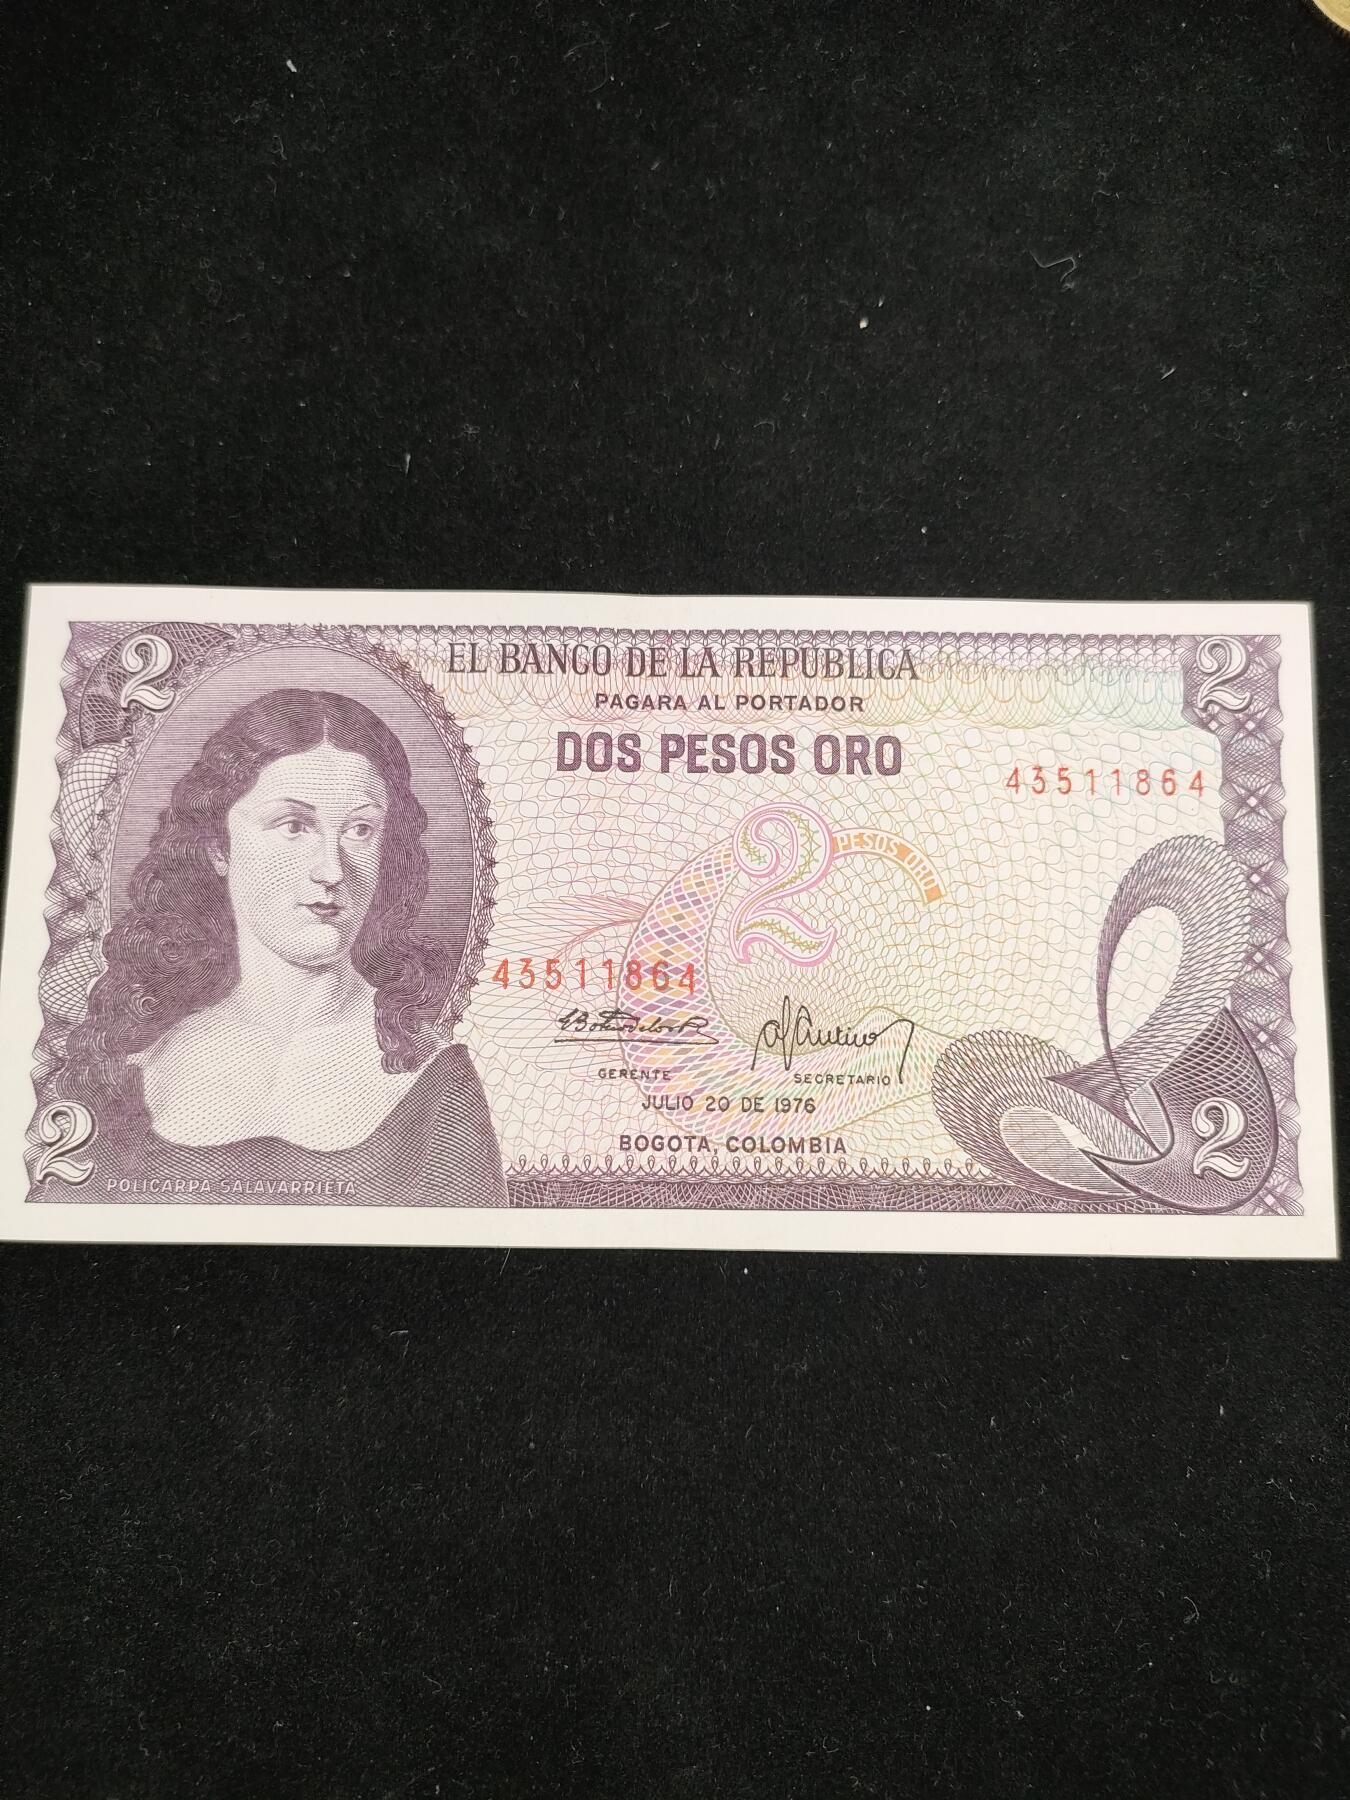 2
EL BANCO DE LA REPUBLICA
2
PAGARA AL PORTADOR
DOS PESOS ORO
43511864
2 PESOS ORO
43511864
GERENTE
SECRETARIO
JULIO 20 DE 1976
BOGOTA, COLOMBIA
2
2
POLICARPA SALAVARRIETA